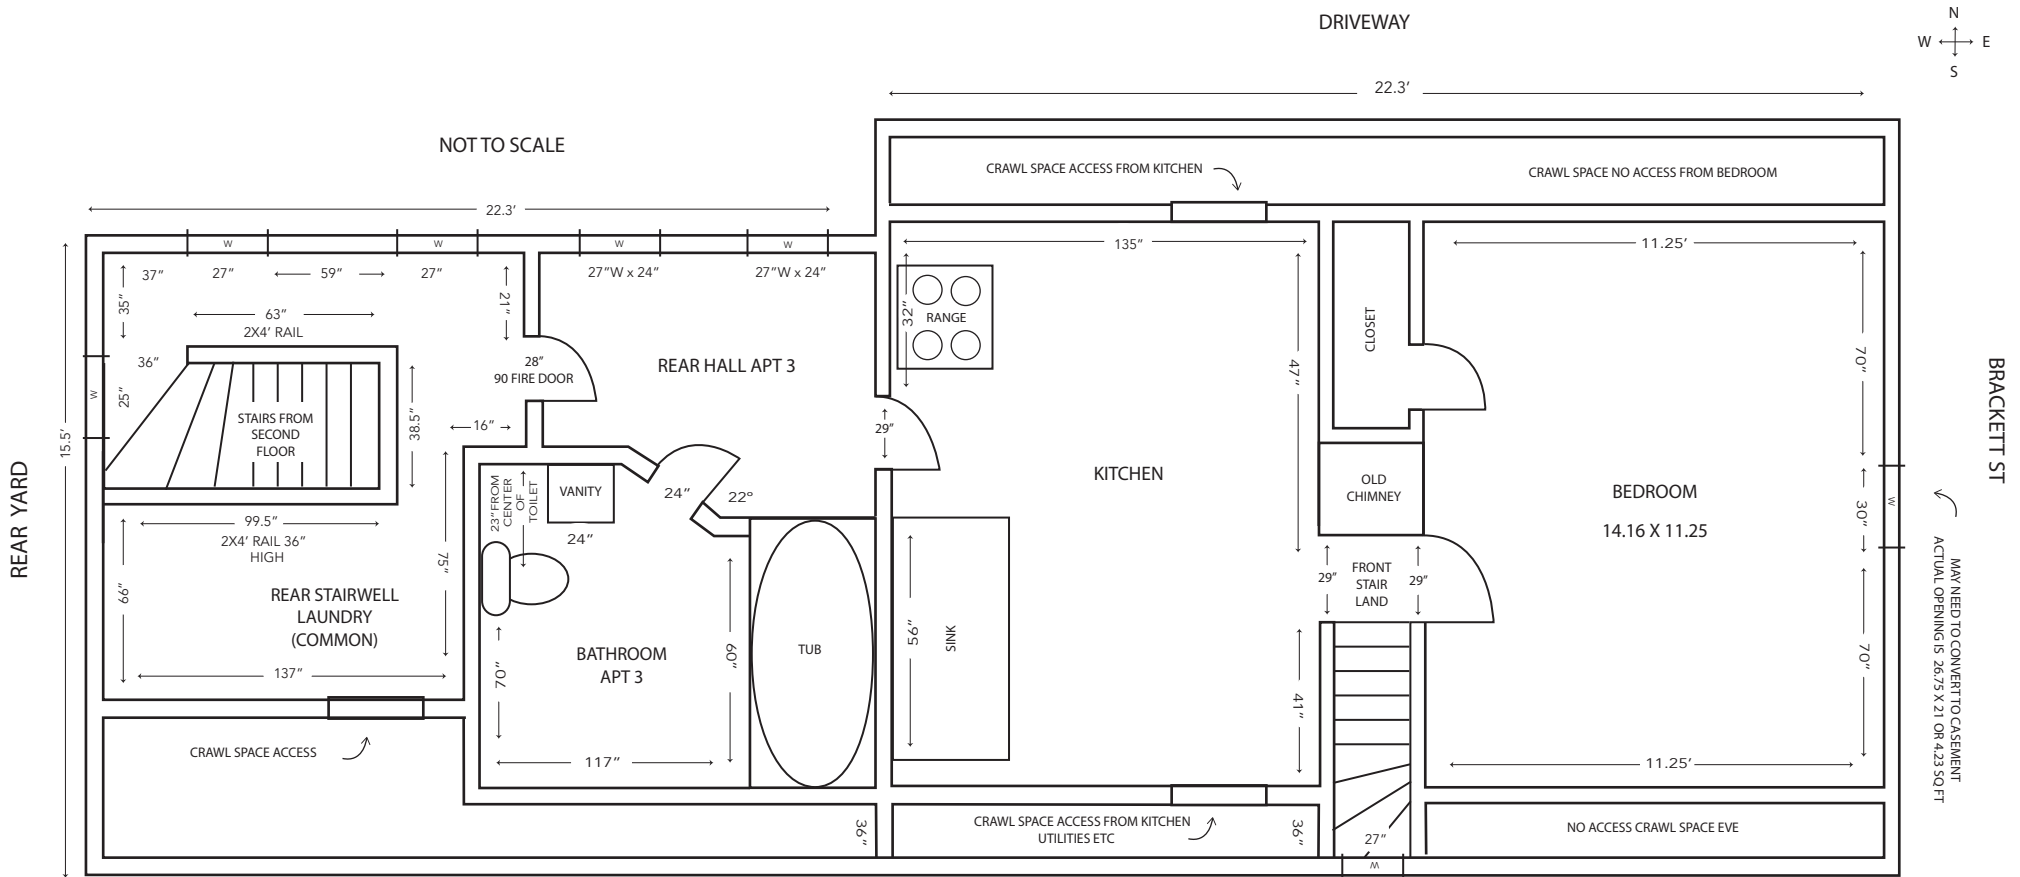 DRIVEWAY
N
W E
S
22.3’
NOT TO SCALE
CRAWL SPACE ACCESS FROM KITCHEN
CRAWL SPACE NO ACCESS FROM BEDROOM
22.3’
W
W
W
W
37”
27”
59”
27”
27”W x 24”
27”W x 24”
35”
21”
63”
2X4’ RAIL
36”
25”
W
STAIRS FROM
SECOND
FLOOR
38.5”
16”
28”
90 FIRE DOOR
REAR HALL APT 3
15.5’
REAR YARD
99.5”
2X4’ RAIL 36”
HIGH
66”
75”
REAR STAIRWELL
LAUNDRY
(COMMON)
137”
CRAWL SPACE ACCESS
23”FROM
CENTER
OF
TOILET
VANITY
24”
24”
22°
70”
BATHROOM
APT 3
60”
TUB
117”
36”
135”
32”
RANGE
29”
47”
KITCHEN
56”
SINK
41”
CRAWL SPACE ACCESS FROM KITCHEN
UTILITIES ETC
36”
CLOSET
OLD
CHIMNEY
29”
FRONT
STAIR
LAND
29”
27”
W
11.25’
70”
BEDROOM
14.16 X 11.25
30”
W
70”
11.25’
NO ACCESS CRAWL SPACE EVE
BRACKETT ST
MAY NEED TO CONVERT TO CASEMENT
ACTUAL OPENING IS 26.75 X 21 OR 4.23 SQ FT